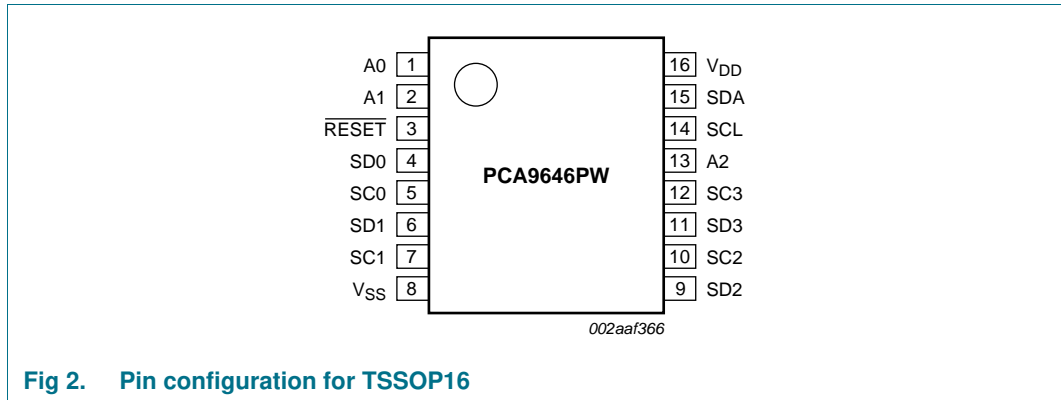 A0 1
A1 2
RESET 3
SD0 4
SC0 5
SD1 6
SC1 7
VSS 8
PCA9646PW
16 VDD
15 SDA
14 SCL
13 A2
12 SC3
11 SD3
10 SC2
9 SD2
002aaf366
Fig 2. Pin configuration for TSSOP16